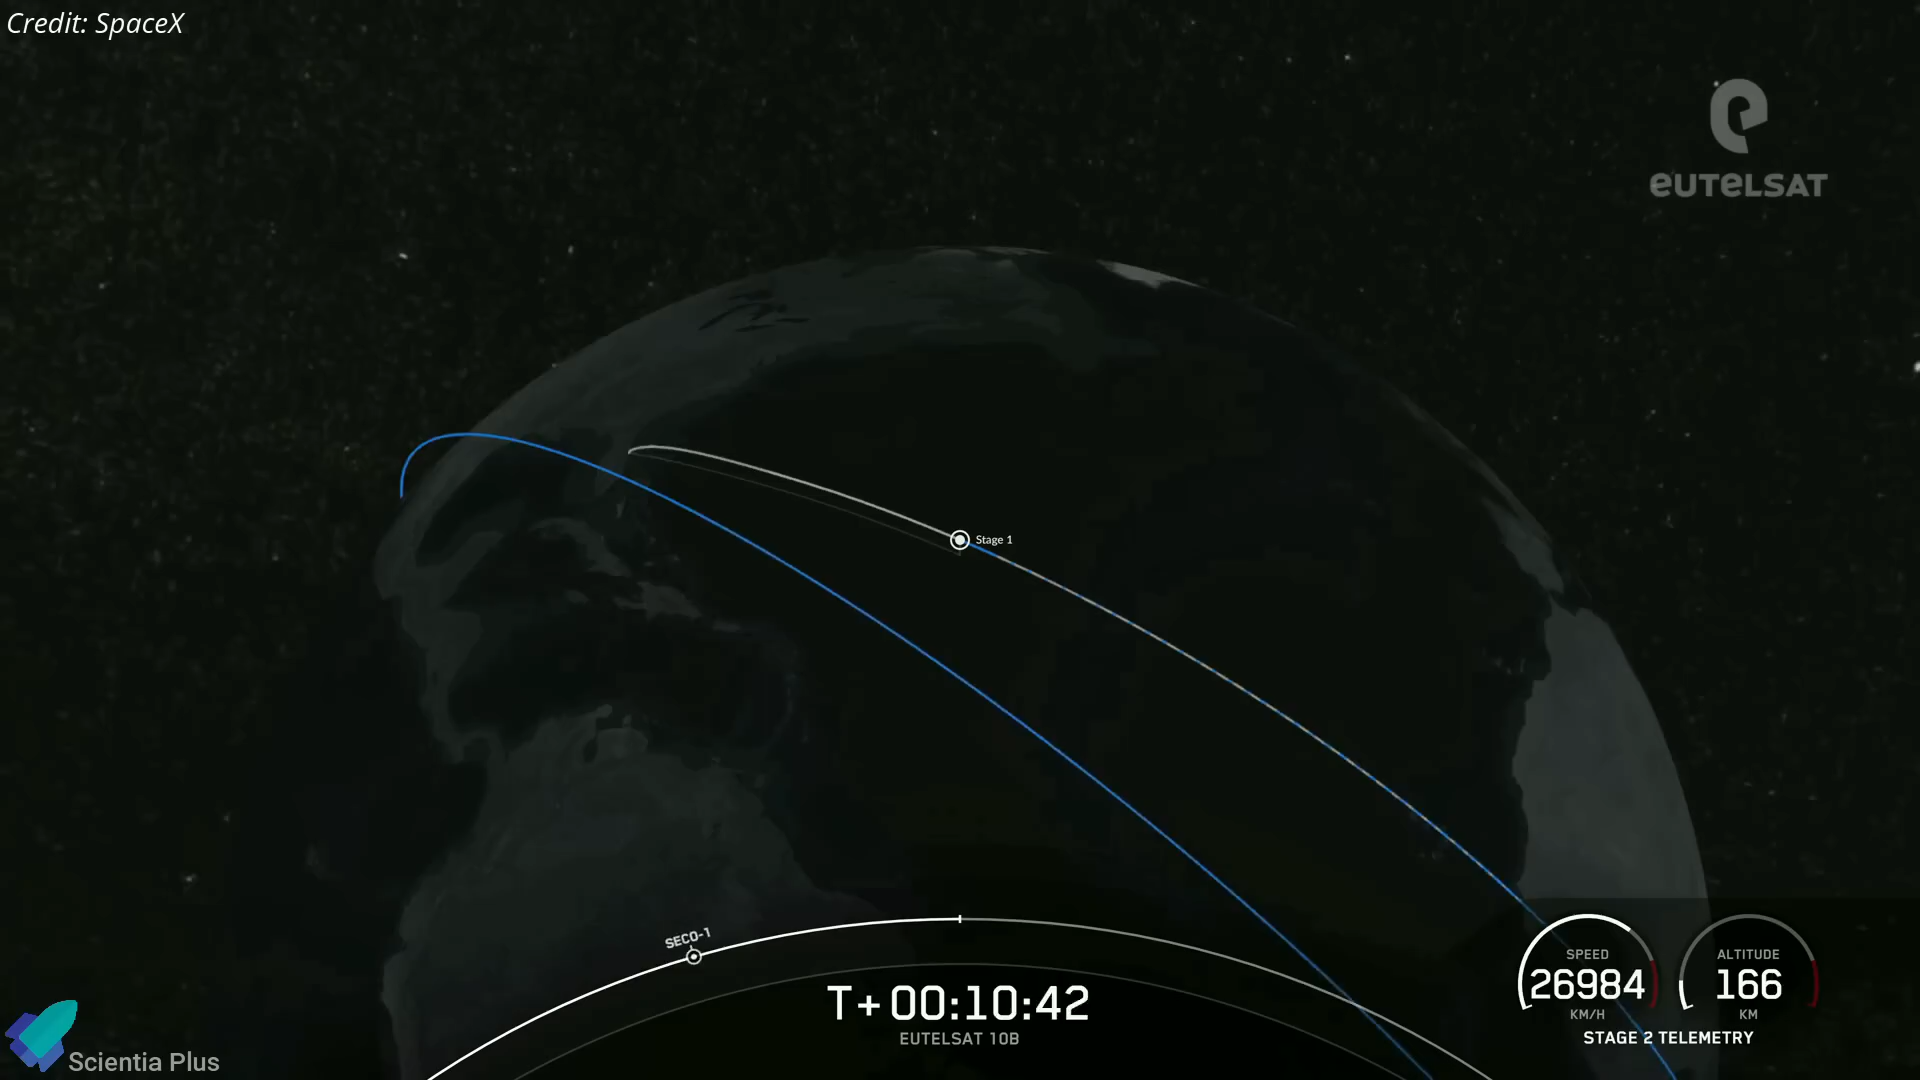 Credit: SpaceX
eUTeLSAT
Stage 1
SECO-1
T+00:10:42
EUTELSAT 10B
SPEED
26984
KM/H
ALTITUDE
166
KM
STAGE 2 TELEMETRY
Scientia Plus